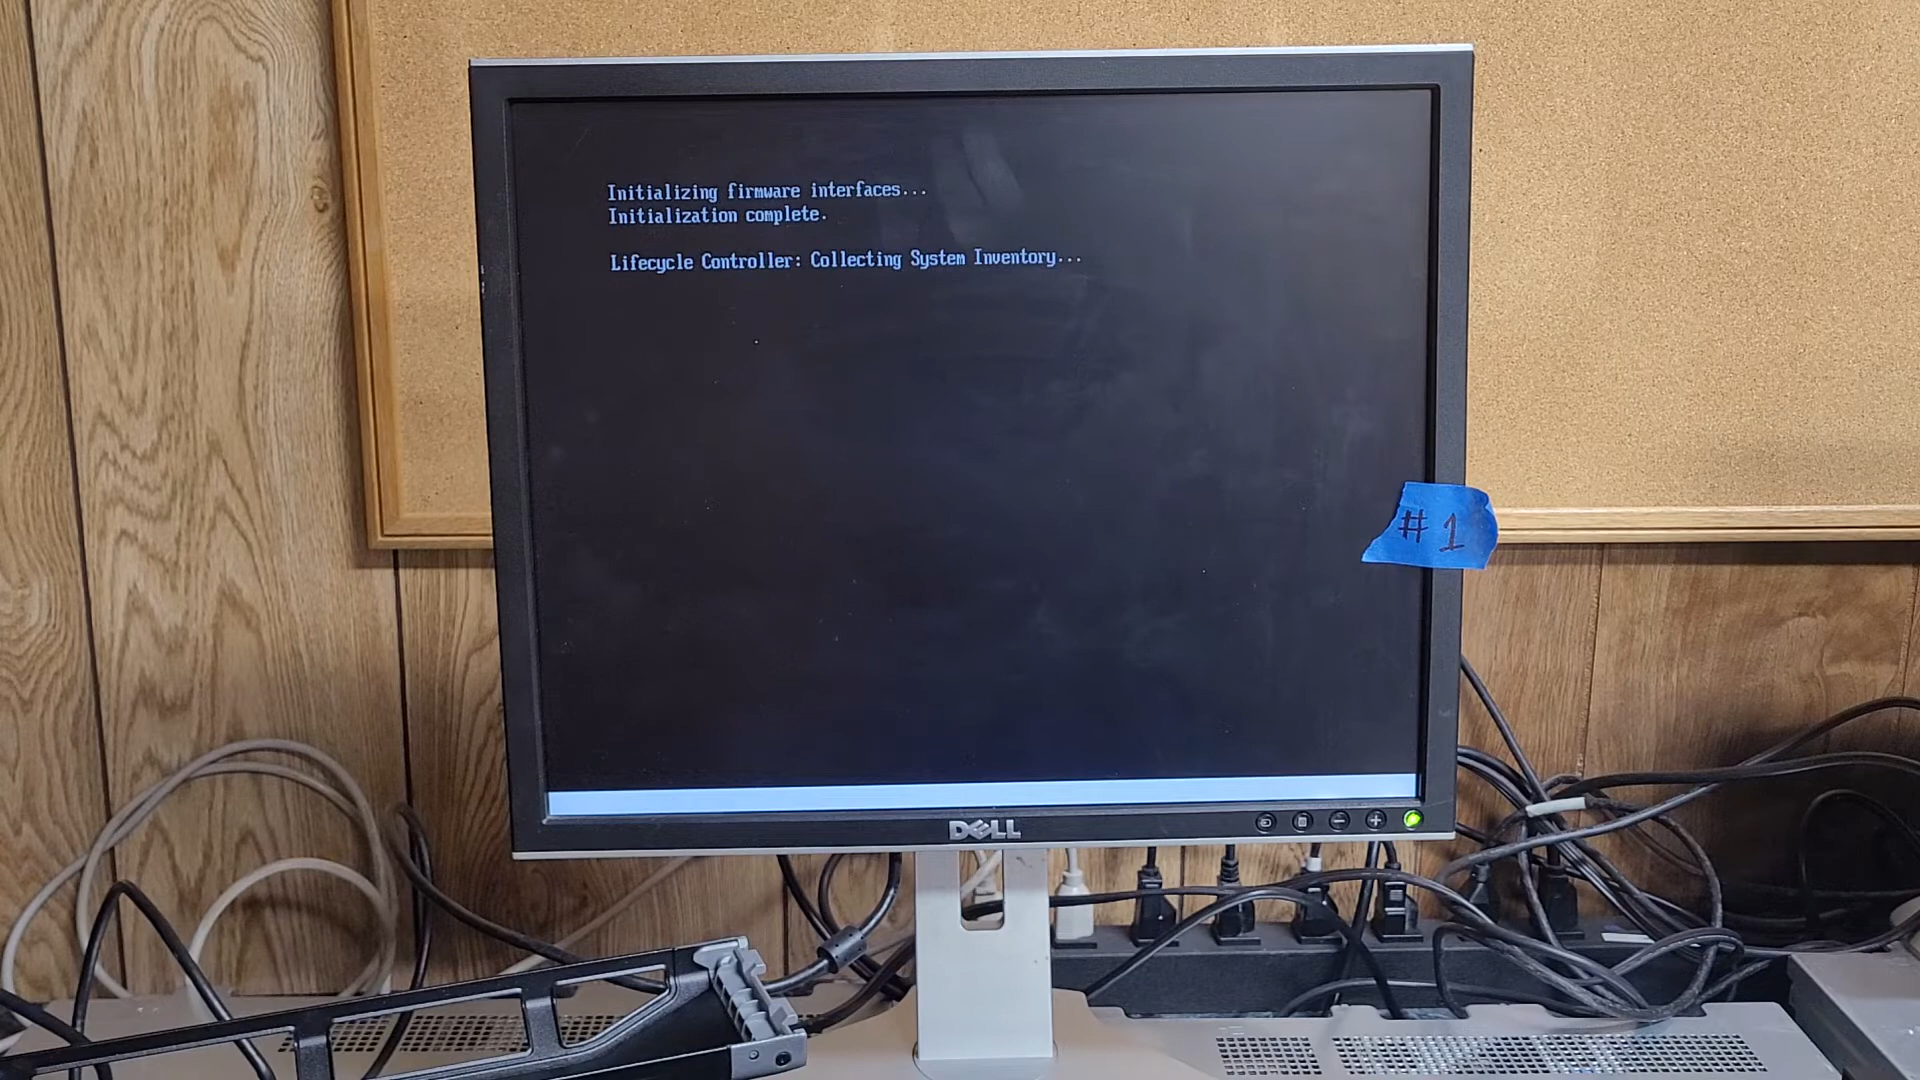 Initializing firmware interfaces...
Initialization complete.
Lifecycle Controller: Collecting System Inventory...
#1
DELL